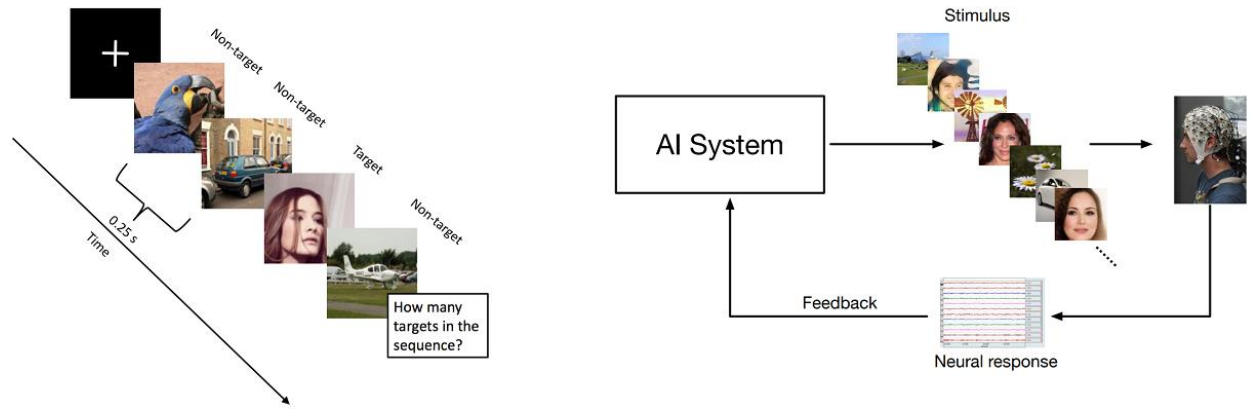 Non-target
Non-target
Target
Non-target
0.25 s
Time
How many
targets in the
sequence?
Stimulus
AI System
Feedback
Neural response